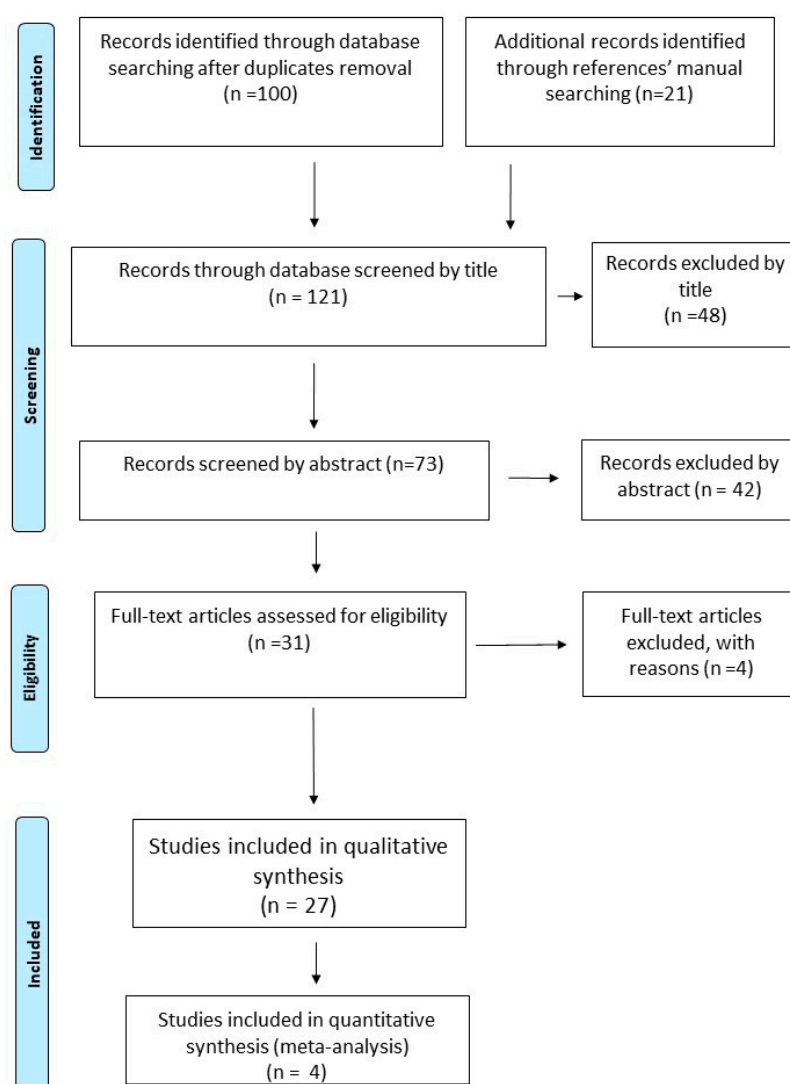 Identification
Records identified through database
searching after duplicates removal
(n =100)
Additional records identified
through references’ manual
searching (n=21)
Screening
Records through database screened by title
(n = 121)
Records excluded by
title
(n =48)
Records screened by abstract (n=73)
Records excluded by
abstract (n = 42)
Eligibility
Full-text articles assessed for eligibility
(n =31)
Full-text articles
excluded, with
reasons (n =4)
Included
Studies included in qualitative
synthesis
(n = 27)
Studies included in quantitative
synthesis (meta-analysis)
(n = 4)